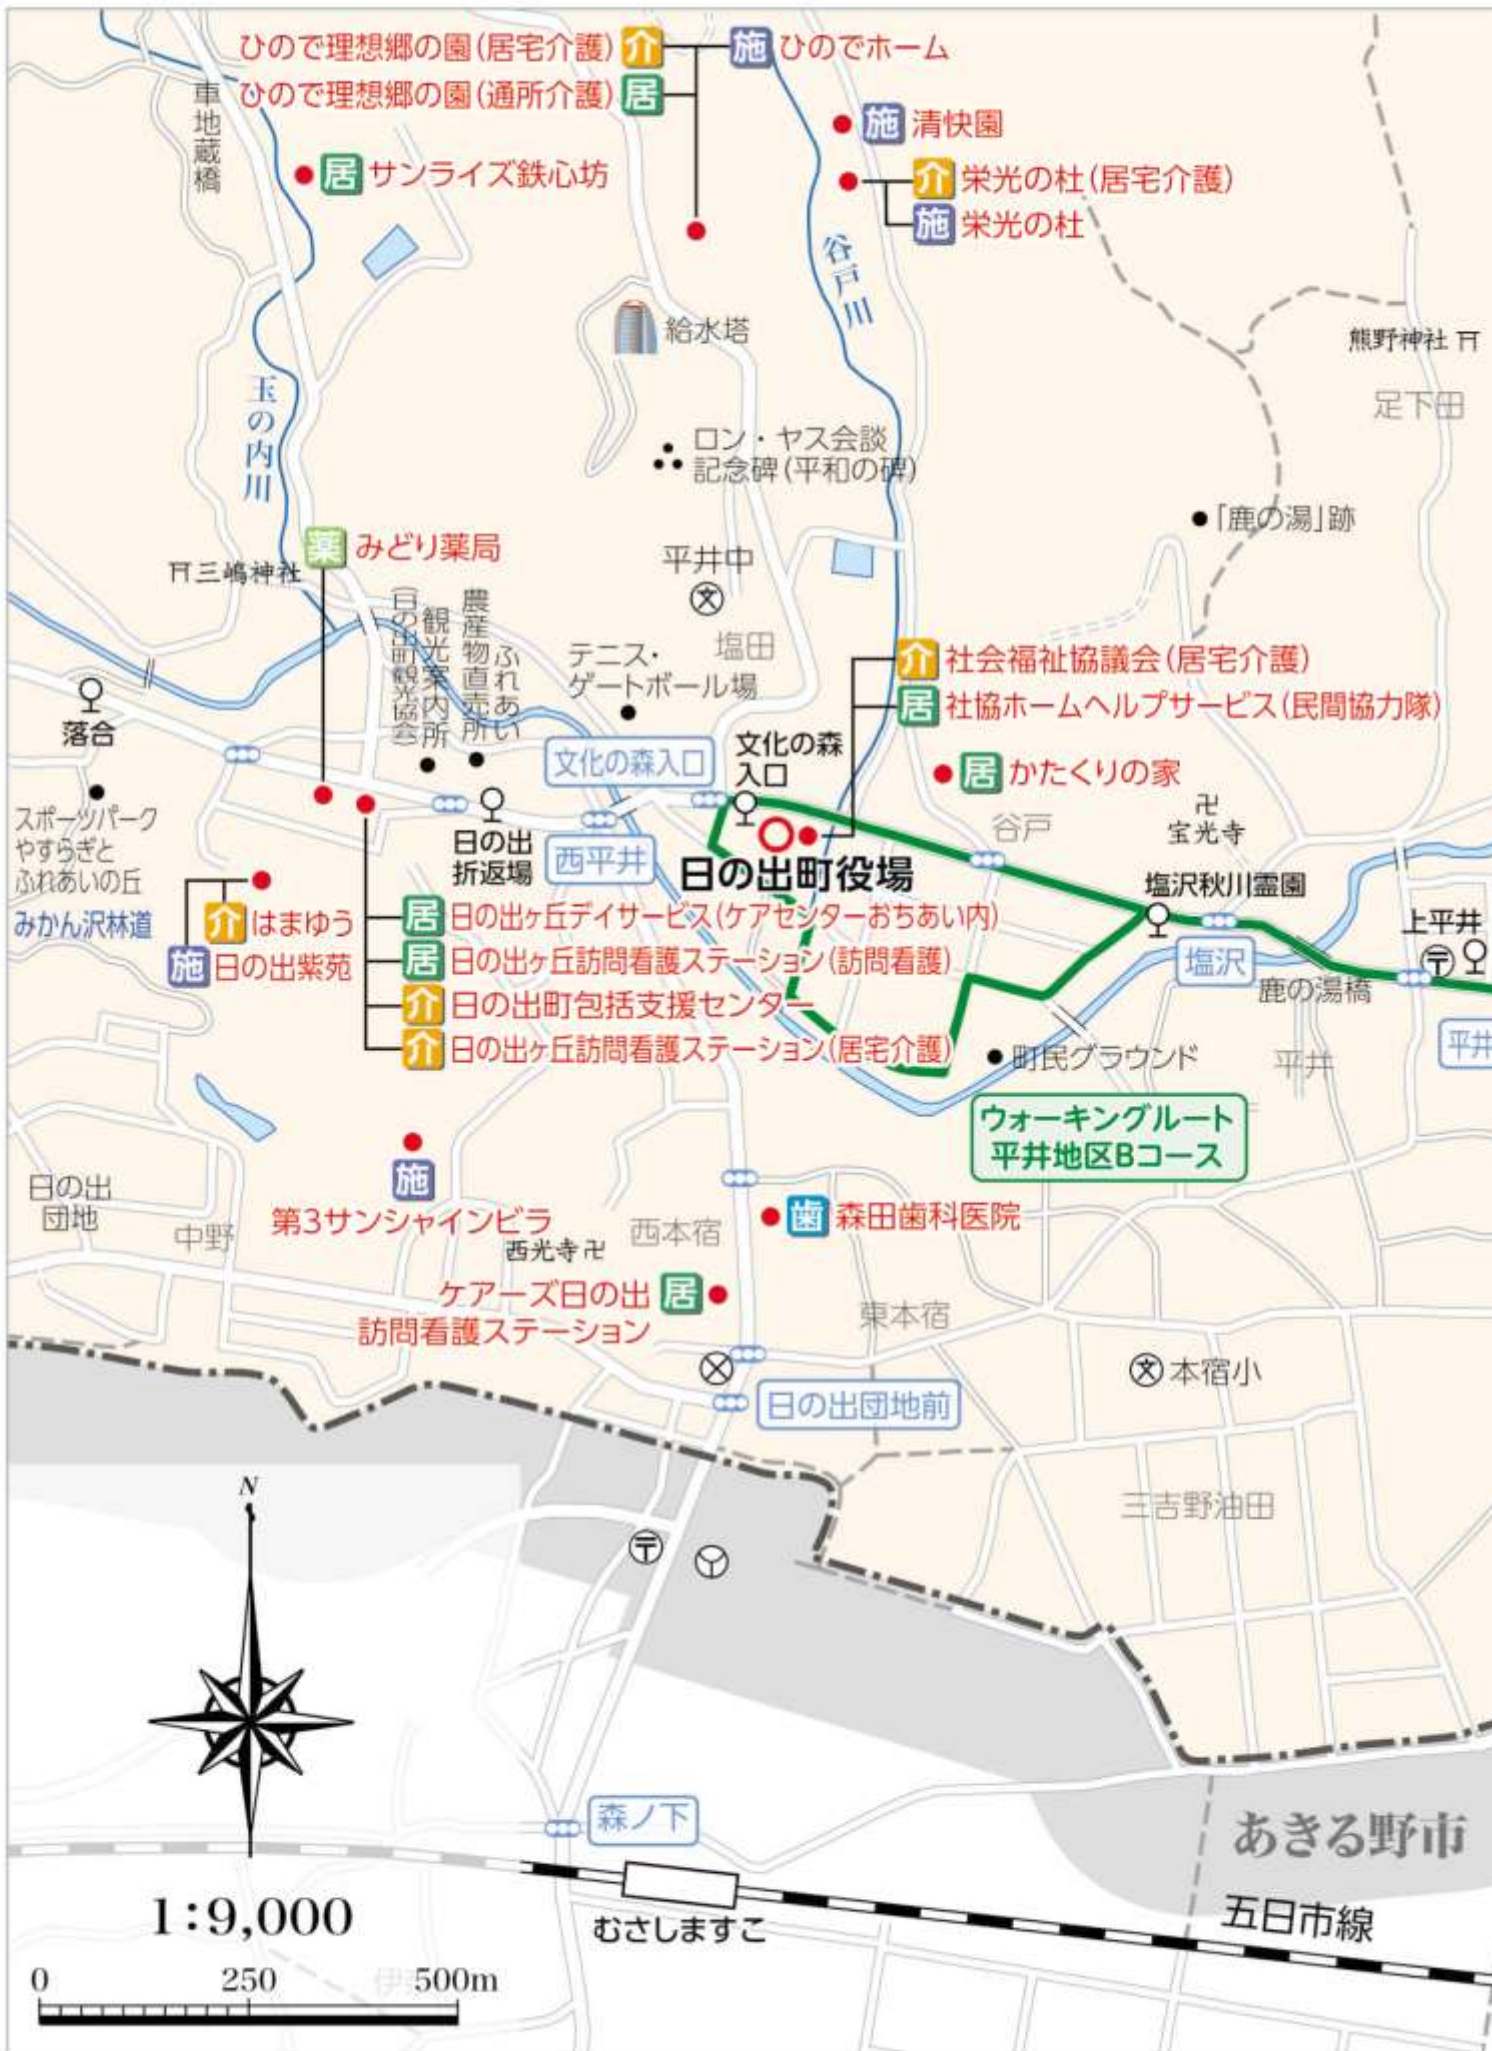 ひので理想郷の園(居宅介護) 介
施 ひのでホーム
ひので理想郷の園(通所介護) 居
車地蔵橋
施 清快園
居 サンライズ鉄心坊
介 栄光の杜(居宅介護)
施 栄光の杜
谷戸川
給水塔
熊野神社
足下田
玉の内川
ロン・ヤス会談
記念碑(平和の碑)
「鹿の湯」跡
薬 みどり薬局
三嶋神社
平井中
文
塩田
(日の出町観光協会)
観光案内所
農産物直売所
ふれあい
テニス・
ゲートボール場
介 社会福祉協議会(居宅介護)
居 社協ホームヘルプサービス(民間協力隊)
落合
文化の森入口
文化の森
入口
居 かたくりの家
スポーツパーク
やすらぎと
ふれあいの丘
みかん沢林道
日の出
折返場
西平井
日の出町役場
谷戸
宝光寺
塩沢秋川霊園
上平井
介 はまゆう
施 日の出紫苑
居 日の出ヶ丘デイサービス(ケアセンターおちあい内)
居 日の出ヶ丘訪問看護ステーション(訪問看護)
介 日の出町包括支援センター
介 日の出ヶ丘訪問看護ステーション(居宅介護)
塩沢
鹿の湯橋
平井
町民グラウンド
平井
ウォーキングルート
平井地区Bコース
日の出
団地
中野
施
第3サンシャインビラ
西光寺
西本宿
歯 森田歯科医院
ケアーズ日の出 居
訪問看護ステーション
東本宿
文 本宿小
日の出団地前
三吉野油田
N
森ノ下
あきる野市
五日市線
むさしますこ
1:9,000
0 250 500m